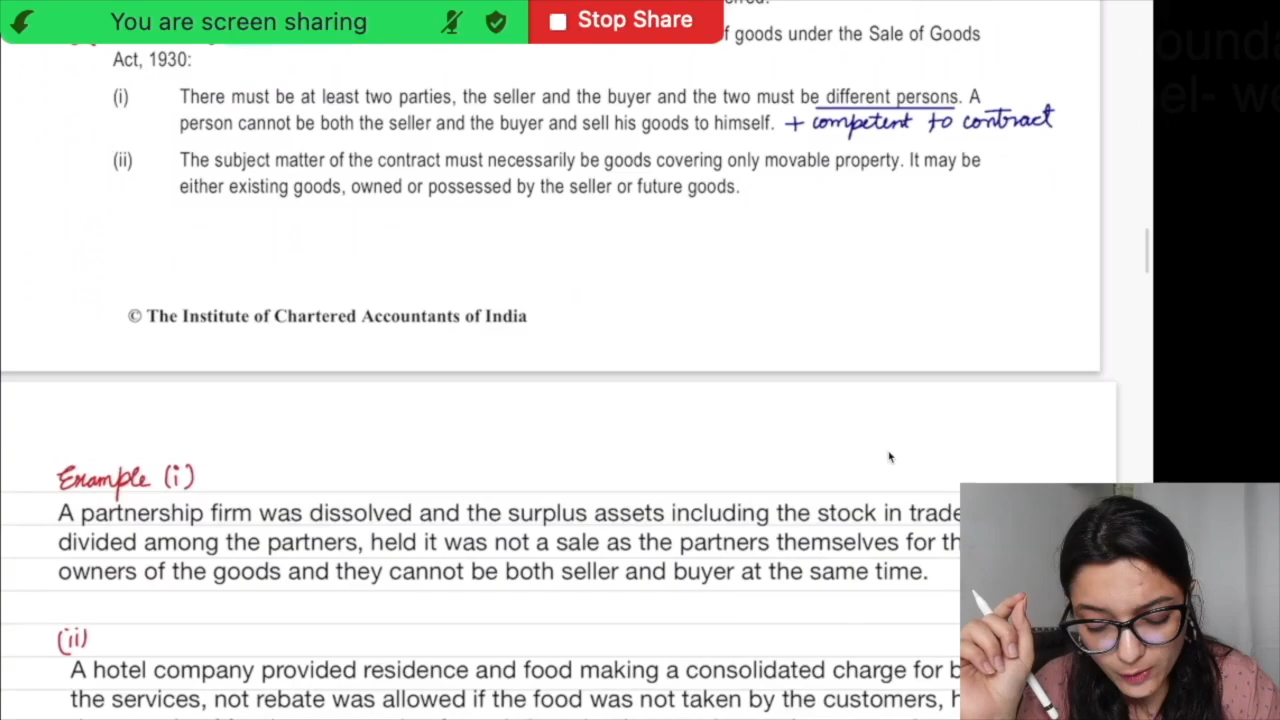 You are screen sharing
Stop Share
f goods under the Sale of Goods
Act, 1930:
(i) There must be at least two parties, the seller and the buyer and the two must be different persons. A
person cannot be both the seller and the buyer and sell his goods to himself. + competent to contract
(ii) The subject matter of the contract must necessarily be goods covering only movable property. It may be
either existing goods, owned or possessed by the seller or future goods.
© The Institute of Chartered Accountants of India
Example (i)
A partnership firm was dissolved and the surplus assets including the stock in trade
divided among the partners, held it was not a sale as the partners themselves for th
owners of the goods and they cannot be both seller and buyer at the same time.
(ii)
A hotel company provided residence and food making a consolidated charge for b
the services, not rebate was allowed if the food was not taken by the customers, h